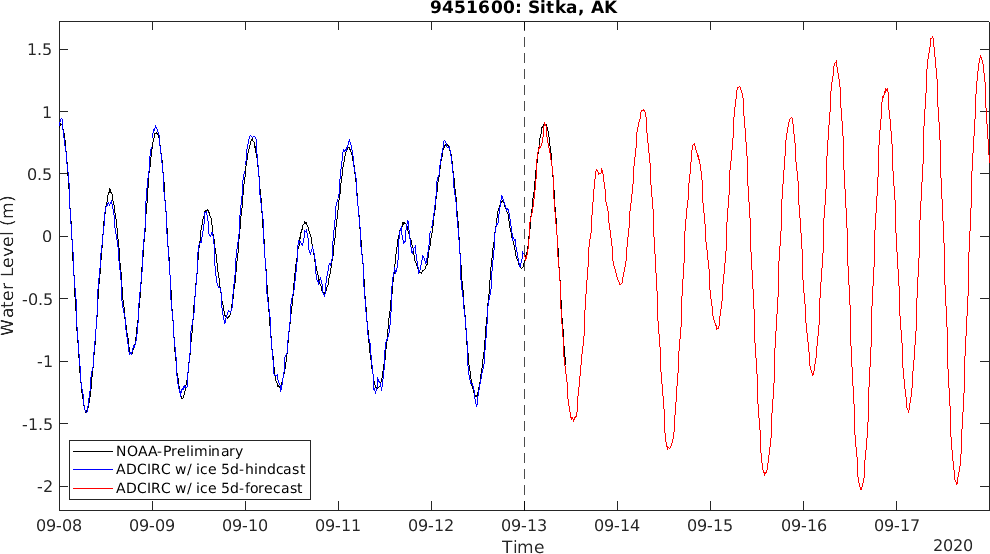 9451600: Sitka, AK
1.5
1
0.5
0
-0.5
-1
-1.5
-2
Water Level (m)
NOAA-Preliminary
ADCIRC w/ ice 5d-hindcast
ADCIRC w/ ice 5d-forecast
09-08 09-09 09-10 09-11 09-12 09-13 09-14 09-15 09-16 09-17
Time
2020